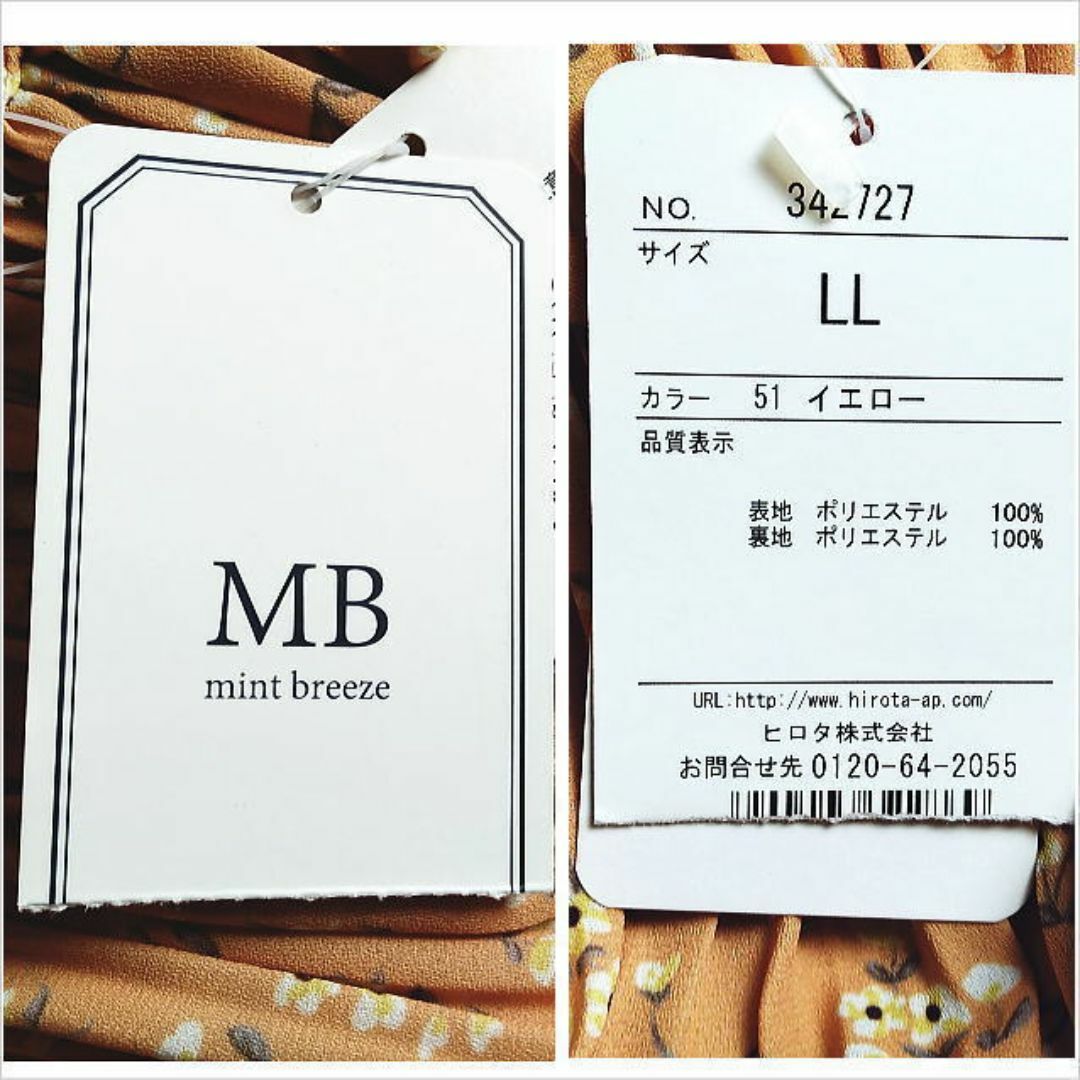 MB
mint breeze
NO. 342727
サイズ
LL
カラー 51 イエロー
品質表示
表地 ポリエステル 100%
裏地 ポリエステル 100%
URL:http://www.hirota-ap.com/
ヒロタ株式会社
お問合せ先 0120-64-2055